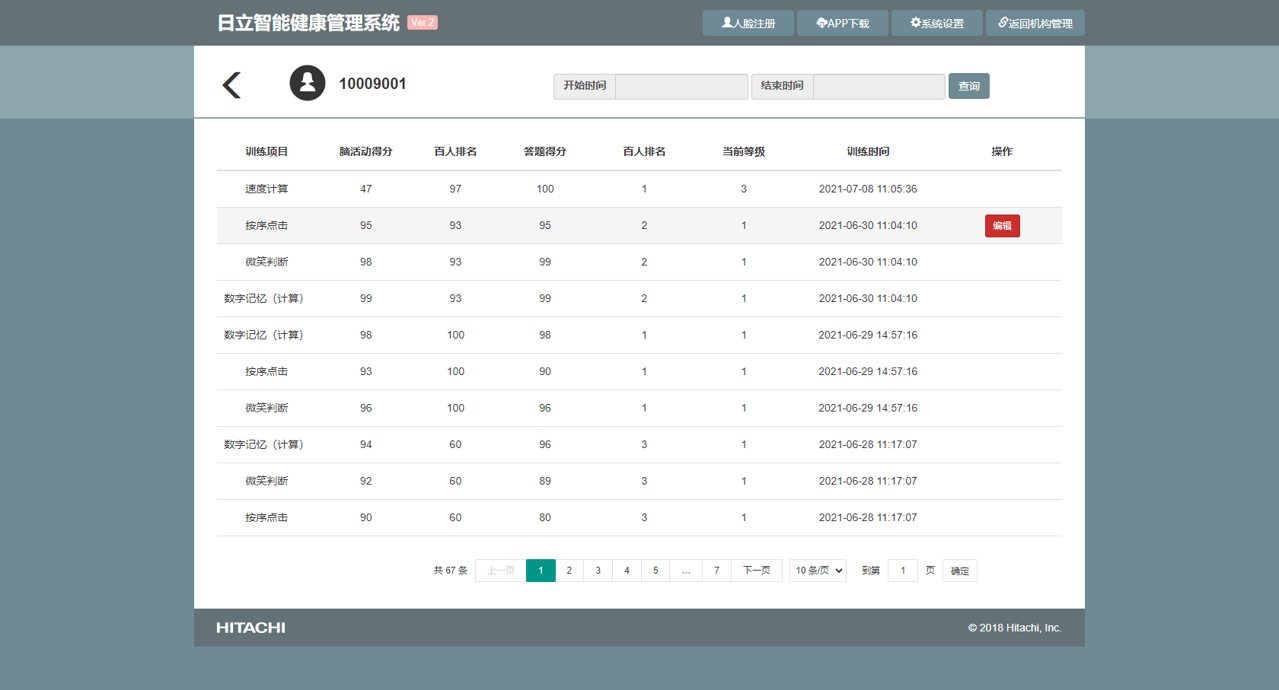 日立智能健康管理系统 Ver.2 人脸注册 APP下载 系统设置 返回机构管理
10009001 开始时间 结束时间 查询
训练项目 脑活动得分 百人排名 答题得分 百人排名 当前等级 训练时间 操作
速度计算 47 97 100 1 3 2021-07-08 11:05:36
按序点击 95 93 95 2 1 2021-06-30 11:04:10 编辑
微笑判断 98 93 99 2 1 2021-06-30 11:04:10
数字记忆（计算） 99 93 99 2 1 2021-06-30 11:04:10
数字记忆（计算） 98 100 98 1 1 2021-06-29 14:57:16
按序点击 93 100 90 1 1 2021-06-29 14:57:16
微笑判断 96 100 96 1 1 2021-06-29 14:57:16
数字记忆（计算） 94 60 96 3 1 2021-06-28 11:17:07
微笑判断 92 60 89 3 1 2021-06-28 11:17:07
按序点击 90 60 80 3 1 2021-06-28 11:17:07
共 67 条 上一页 1 2 3 4 5 … 7 下一页 10 条/页 到第 1 页 确定
HITACHI © 2018 Hitachi, Inc.